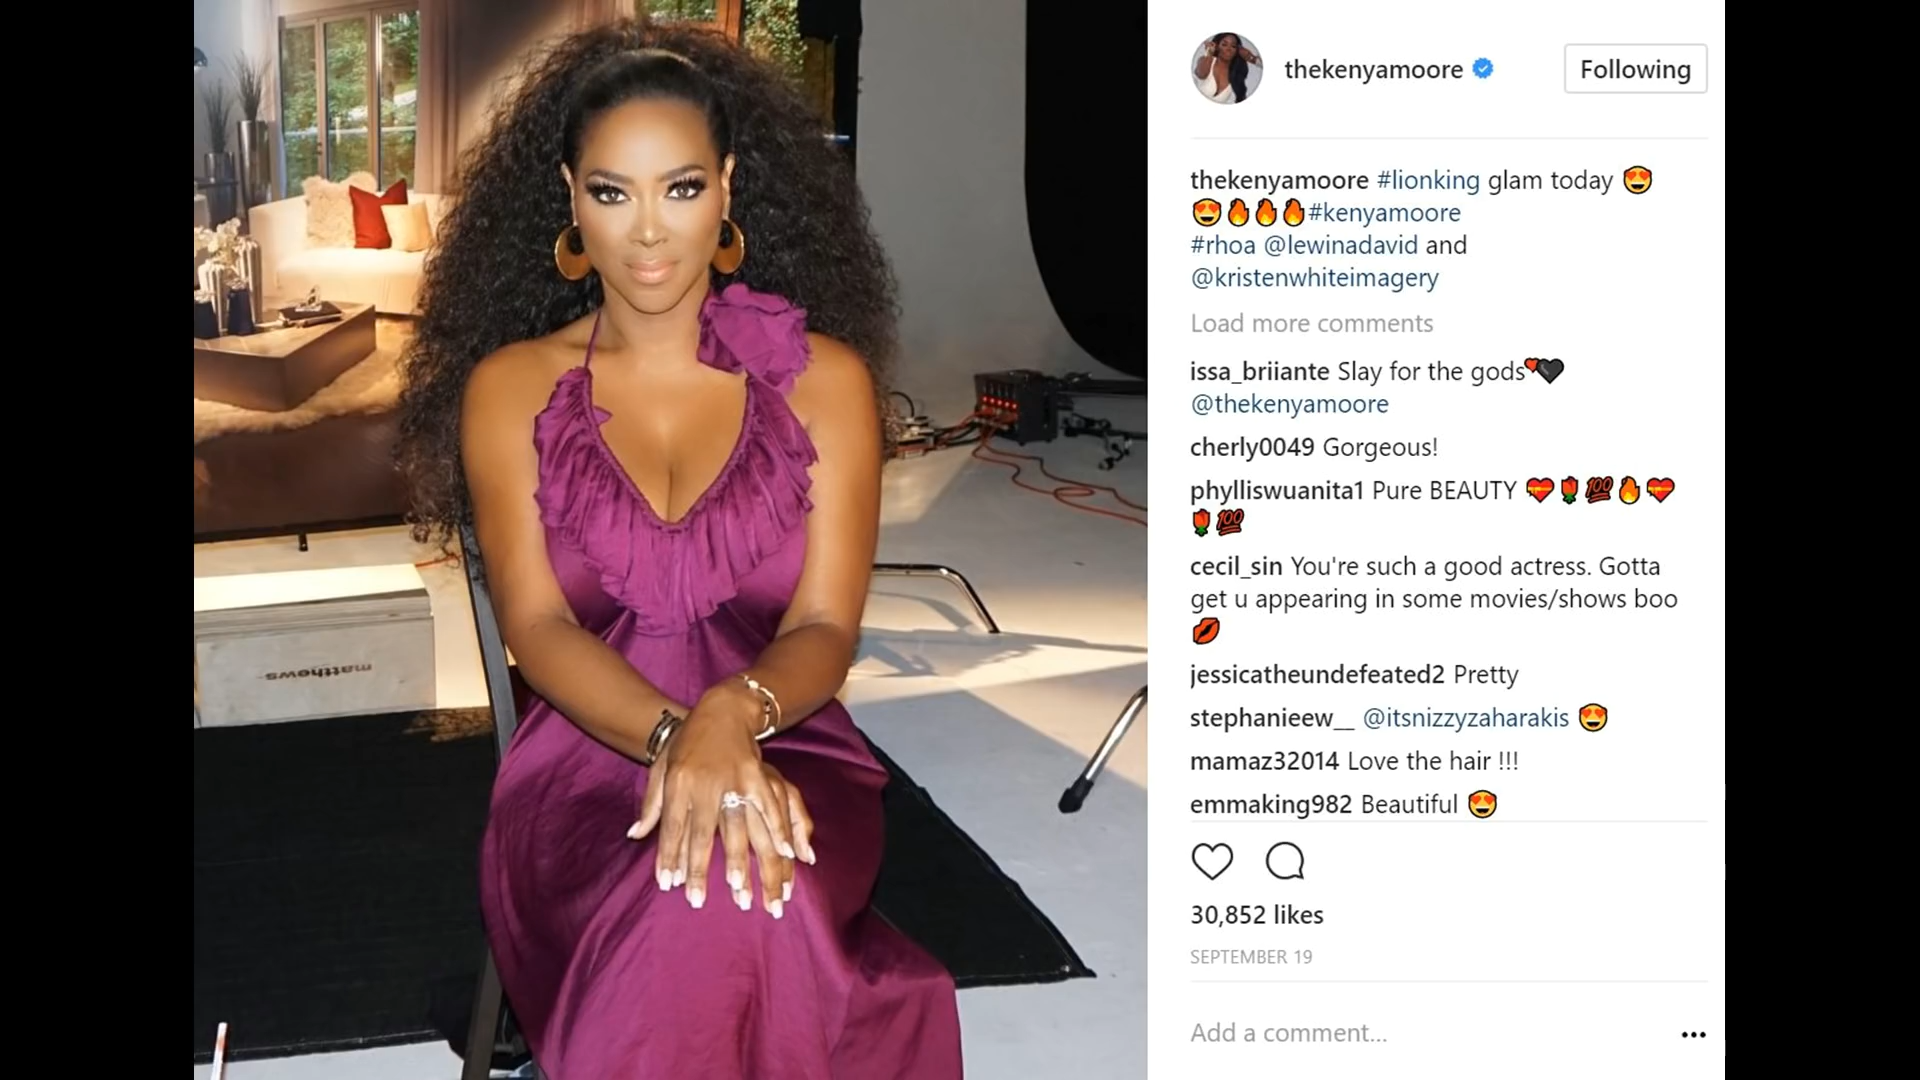 thekenyamoore
Following
thekenyamoore #lionking glam today 😍
😍🔥🔥🔥#kenyamoore
#rhoa @lewinadavid and
@kristenwhiteimagery
Load more comments
issa_briiante Slay for the gods💕🖤
@thekenyamoore
cherly0049 Gorgeous!
phylliswuanita1 Pure BEAUTY 💝🌹💯🔥💝
🌹💯
cecil_sin You're such a good actress. Gotta
get u appearing in some movies/shows boo
💋
jessicatheundefeated2 Pretty
stephanieew__ @itsnizzyzaharakis 😍
mamaz32014 Love the hair !!!
emmaking982 Beautiful 😍
30,852 likes
SEPTEMBER 19
Add a comment...
matthews